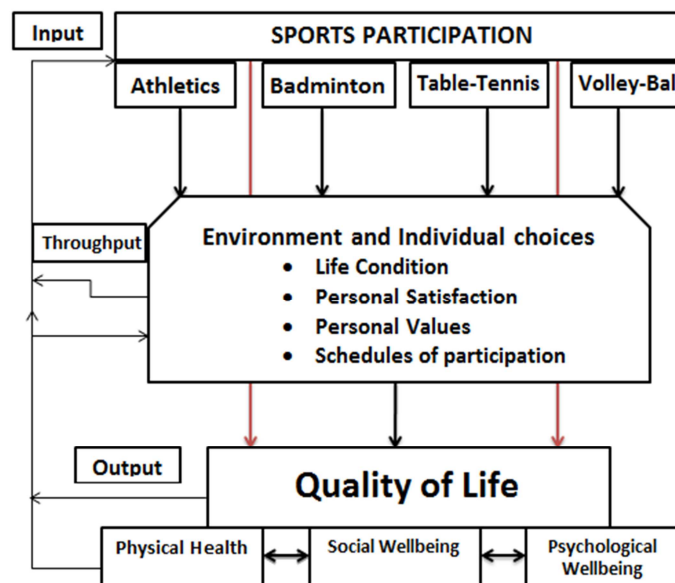 Input
SPORTS PARTICIPATION
Athletics
Badminton
Table-Tennis
Volley-Bal
Throughput
Environment and Individual choices
• Life Condition
• Personal Satisfaction
• Personal Values
• Schedules of participation
Output
Quality of Life
Physical Health
Social Wellbeing
Psychological
Wellbeing